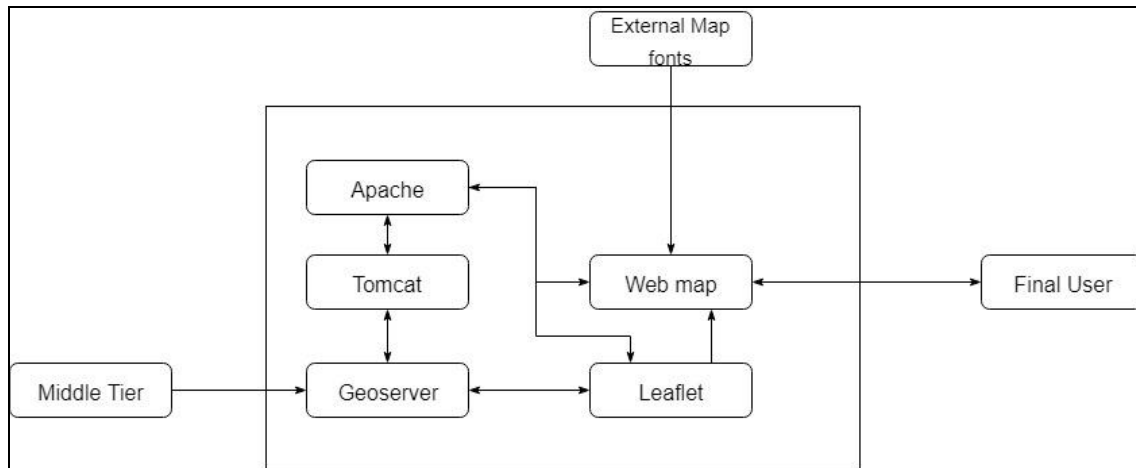 External Map
fonts
Apache
Tomcat
Web map
Final User
Middle Tier
Geoserver
Leaflet